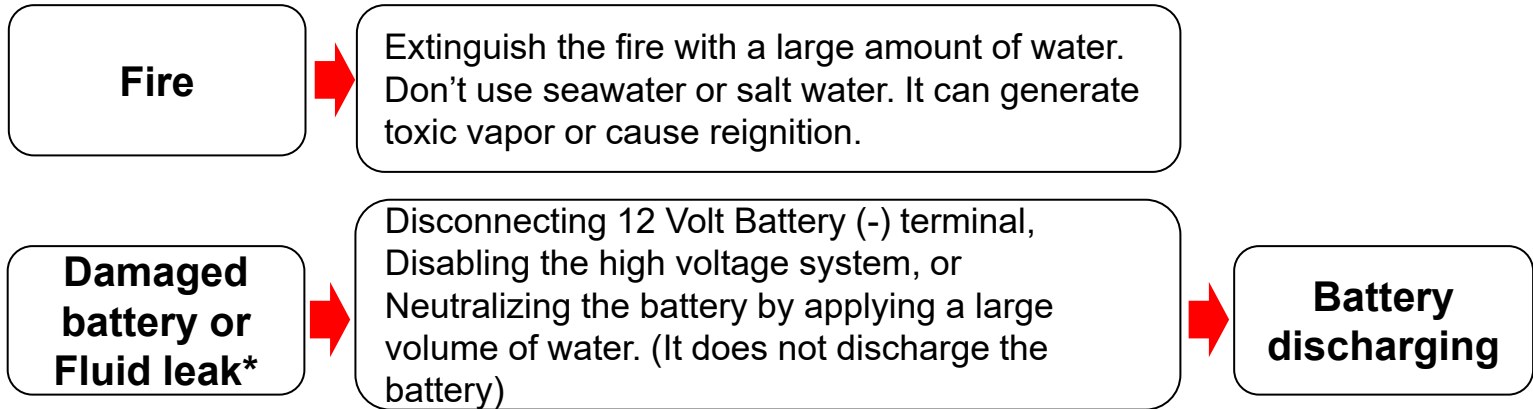 Fire
Extinguish the fire with a large amount of water.
Don’t use seawater or salt water. It can generate
toxic vapor or cause reignition.
Damaged
battery or
Fluid leak*
Disconnecting 12 Volt Battery (-) terminal,
Disabling the high voltage system, or
Neutralizing the battery by applying a large
volume of water. (It does not discharge the
battery)
Battery
discharging